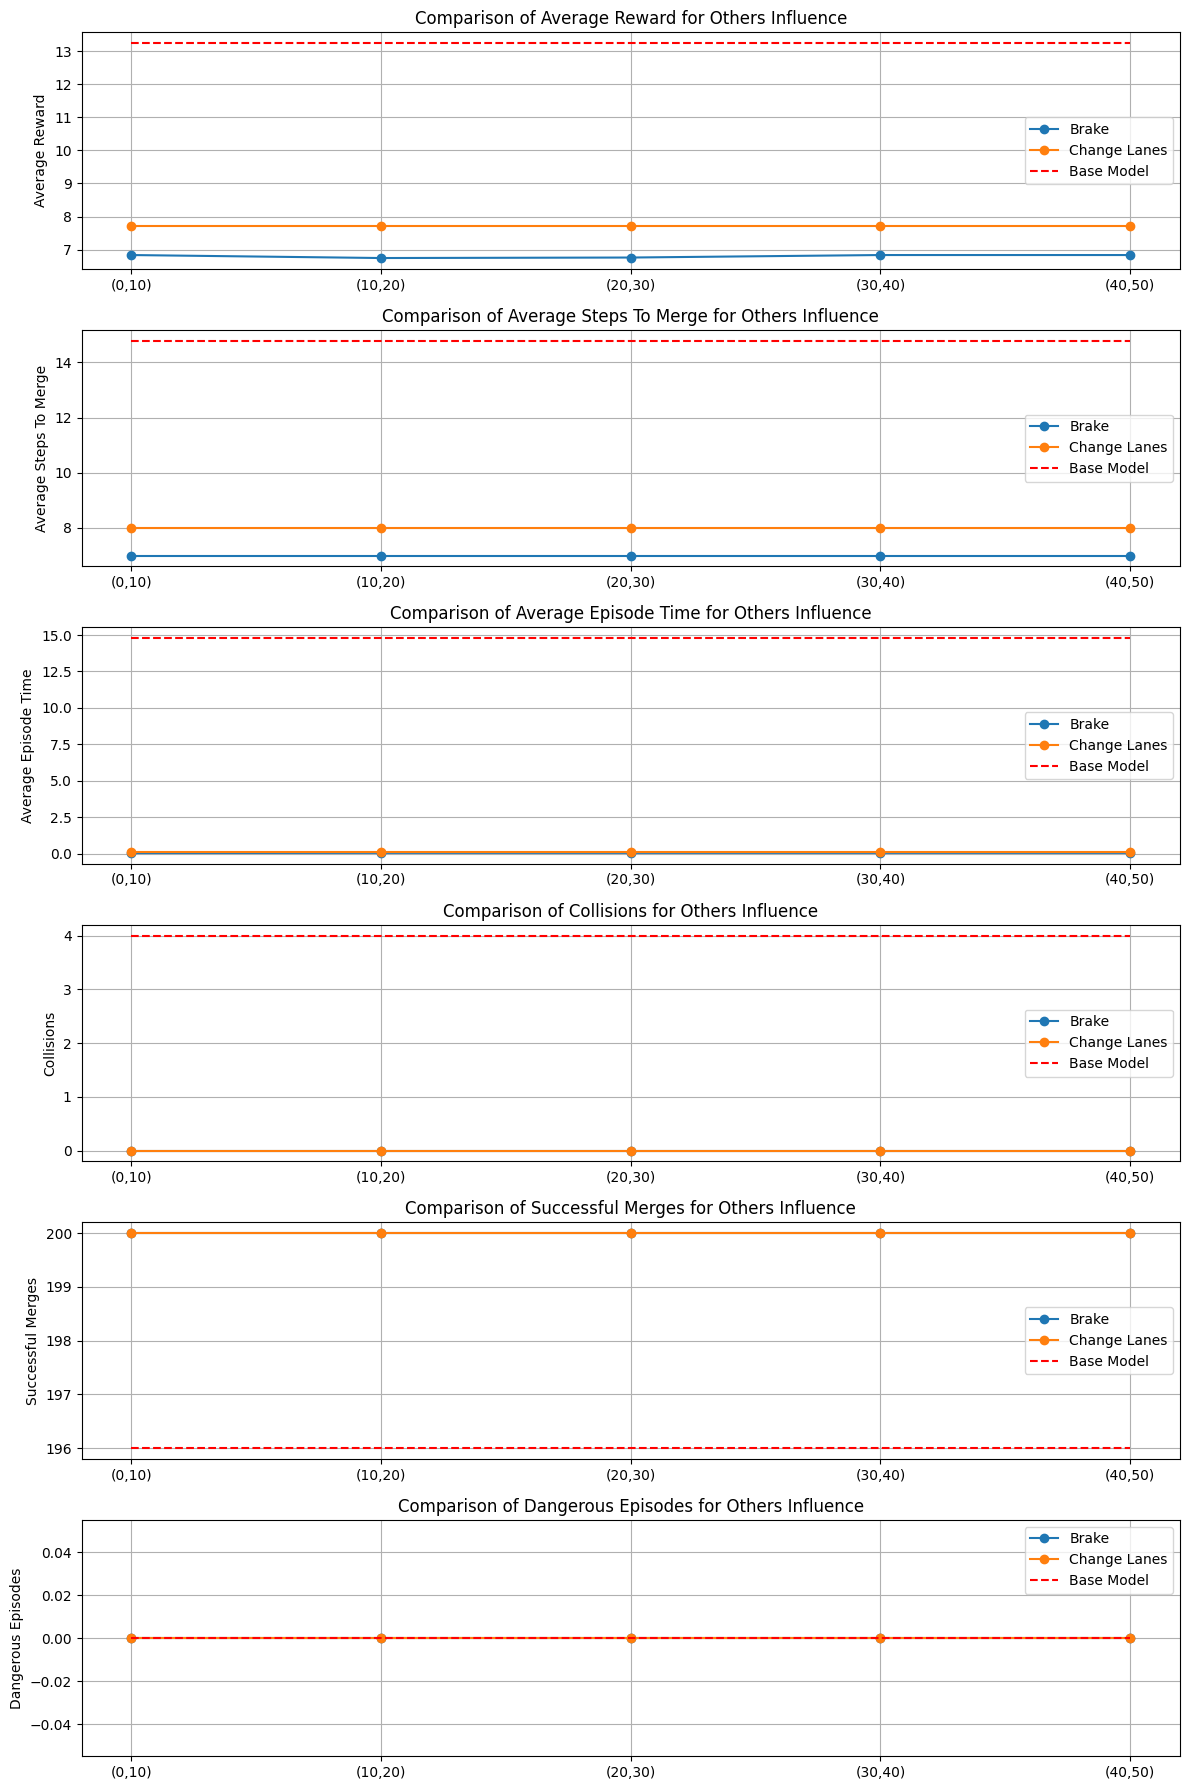 Comparison of Average Reward for Others Influence
Average Reward
13
12
11
10
9
8
7
Brake
Change Lanes
Base Model
(0,10) (10,20) (20,30) (30,40) (40,50)
Comparison of Average Steps To Merge for Others Influence
Average Steps To Merge
14
12
10
8
Brake
Change Lanes
Base Model
(0,10) (10,20) (20,30) (30,40) (40,50)
Comparison of Average Episode Time for Others Influence
Average Episode Time
15.0
12.5
10.0
7.5
5.0
2.5
0.0
Brake
Change Lanes
Base Model
(0,10) (10,20) (20,30) (30,40) (40,50)
Comparison of Collisions for Others Influence
Collisions
4
3
2
1
0
Brake
Change Lanes
Base Model
(0,10) (10,20) (20,30) (30,40) (40,50)
Comparison of Successful Merges for Others Influence
Successful Merges
200
199
198
197
196
Brake
Change Lanes
Base Model
(0,10) (10,20) (20,30) (30,40) (40,50)
Comparison of Dangerous Episodes for Others Influence
Dangerous Episodes
0.04
0.02
0.00
−0.02
−0.04
Brake
Change Lanes
Base Model
(0,10) (10,20) (20,30) (30,40) (40,50)